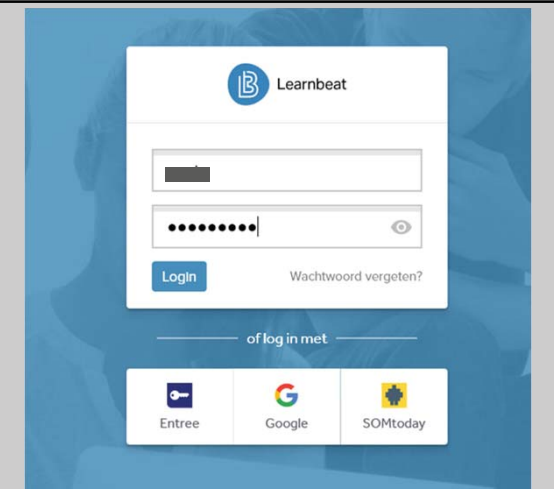 Learnbeat
•••••••••
Login
Wachtwoord vergeten?
of log in met
Entree
Google
SOMtoday